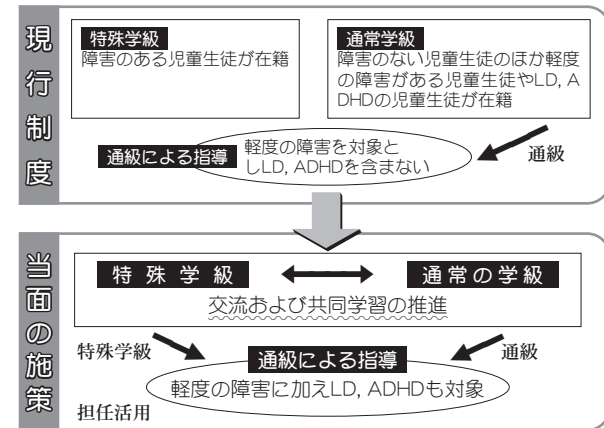 現行制度
特殊学級
障害のある児童生徒が在籍
通常学級
障害のない児童生徒のほか軽度
の障害がある児童生徒やLD, A
DHDの児童生徒が在籍
通級による指導
軽度の障害を対象と
しLD, ADHDを含まない
通級
当面の施策
特殊学級
通常の学級
交流および共同学習の推進
特殊学級
担任活用
通級による指導
通級
軽度の障害に加えLD, ADHDも対象